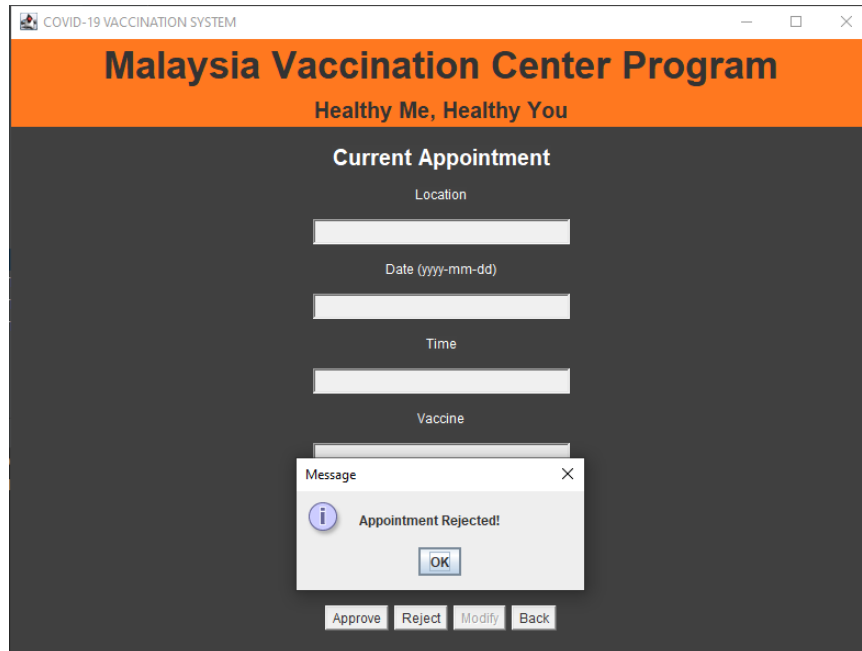 COVID-19 VACCINATION SYSTEM
Malaysia Vaccination Center Program
Healthy Me, Healthy You
Current Appointment
Location
Date (yyyy-mm-dd)
Time
Vaccine
Message
Appointment Rejected!
OK
Approve Reject Modify Back